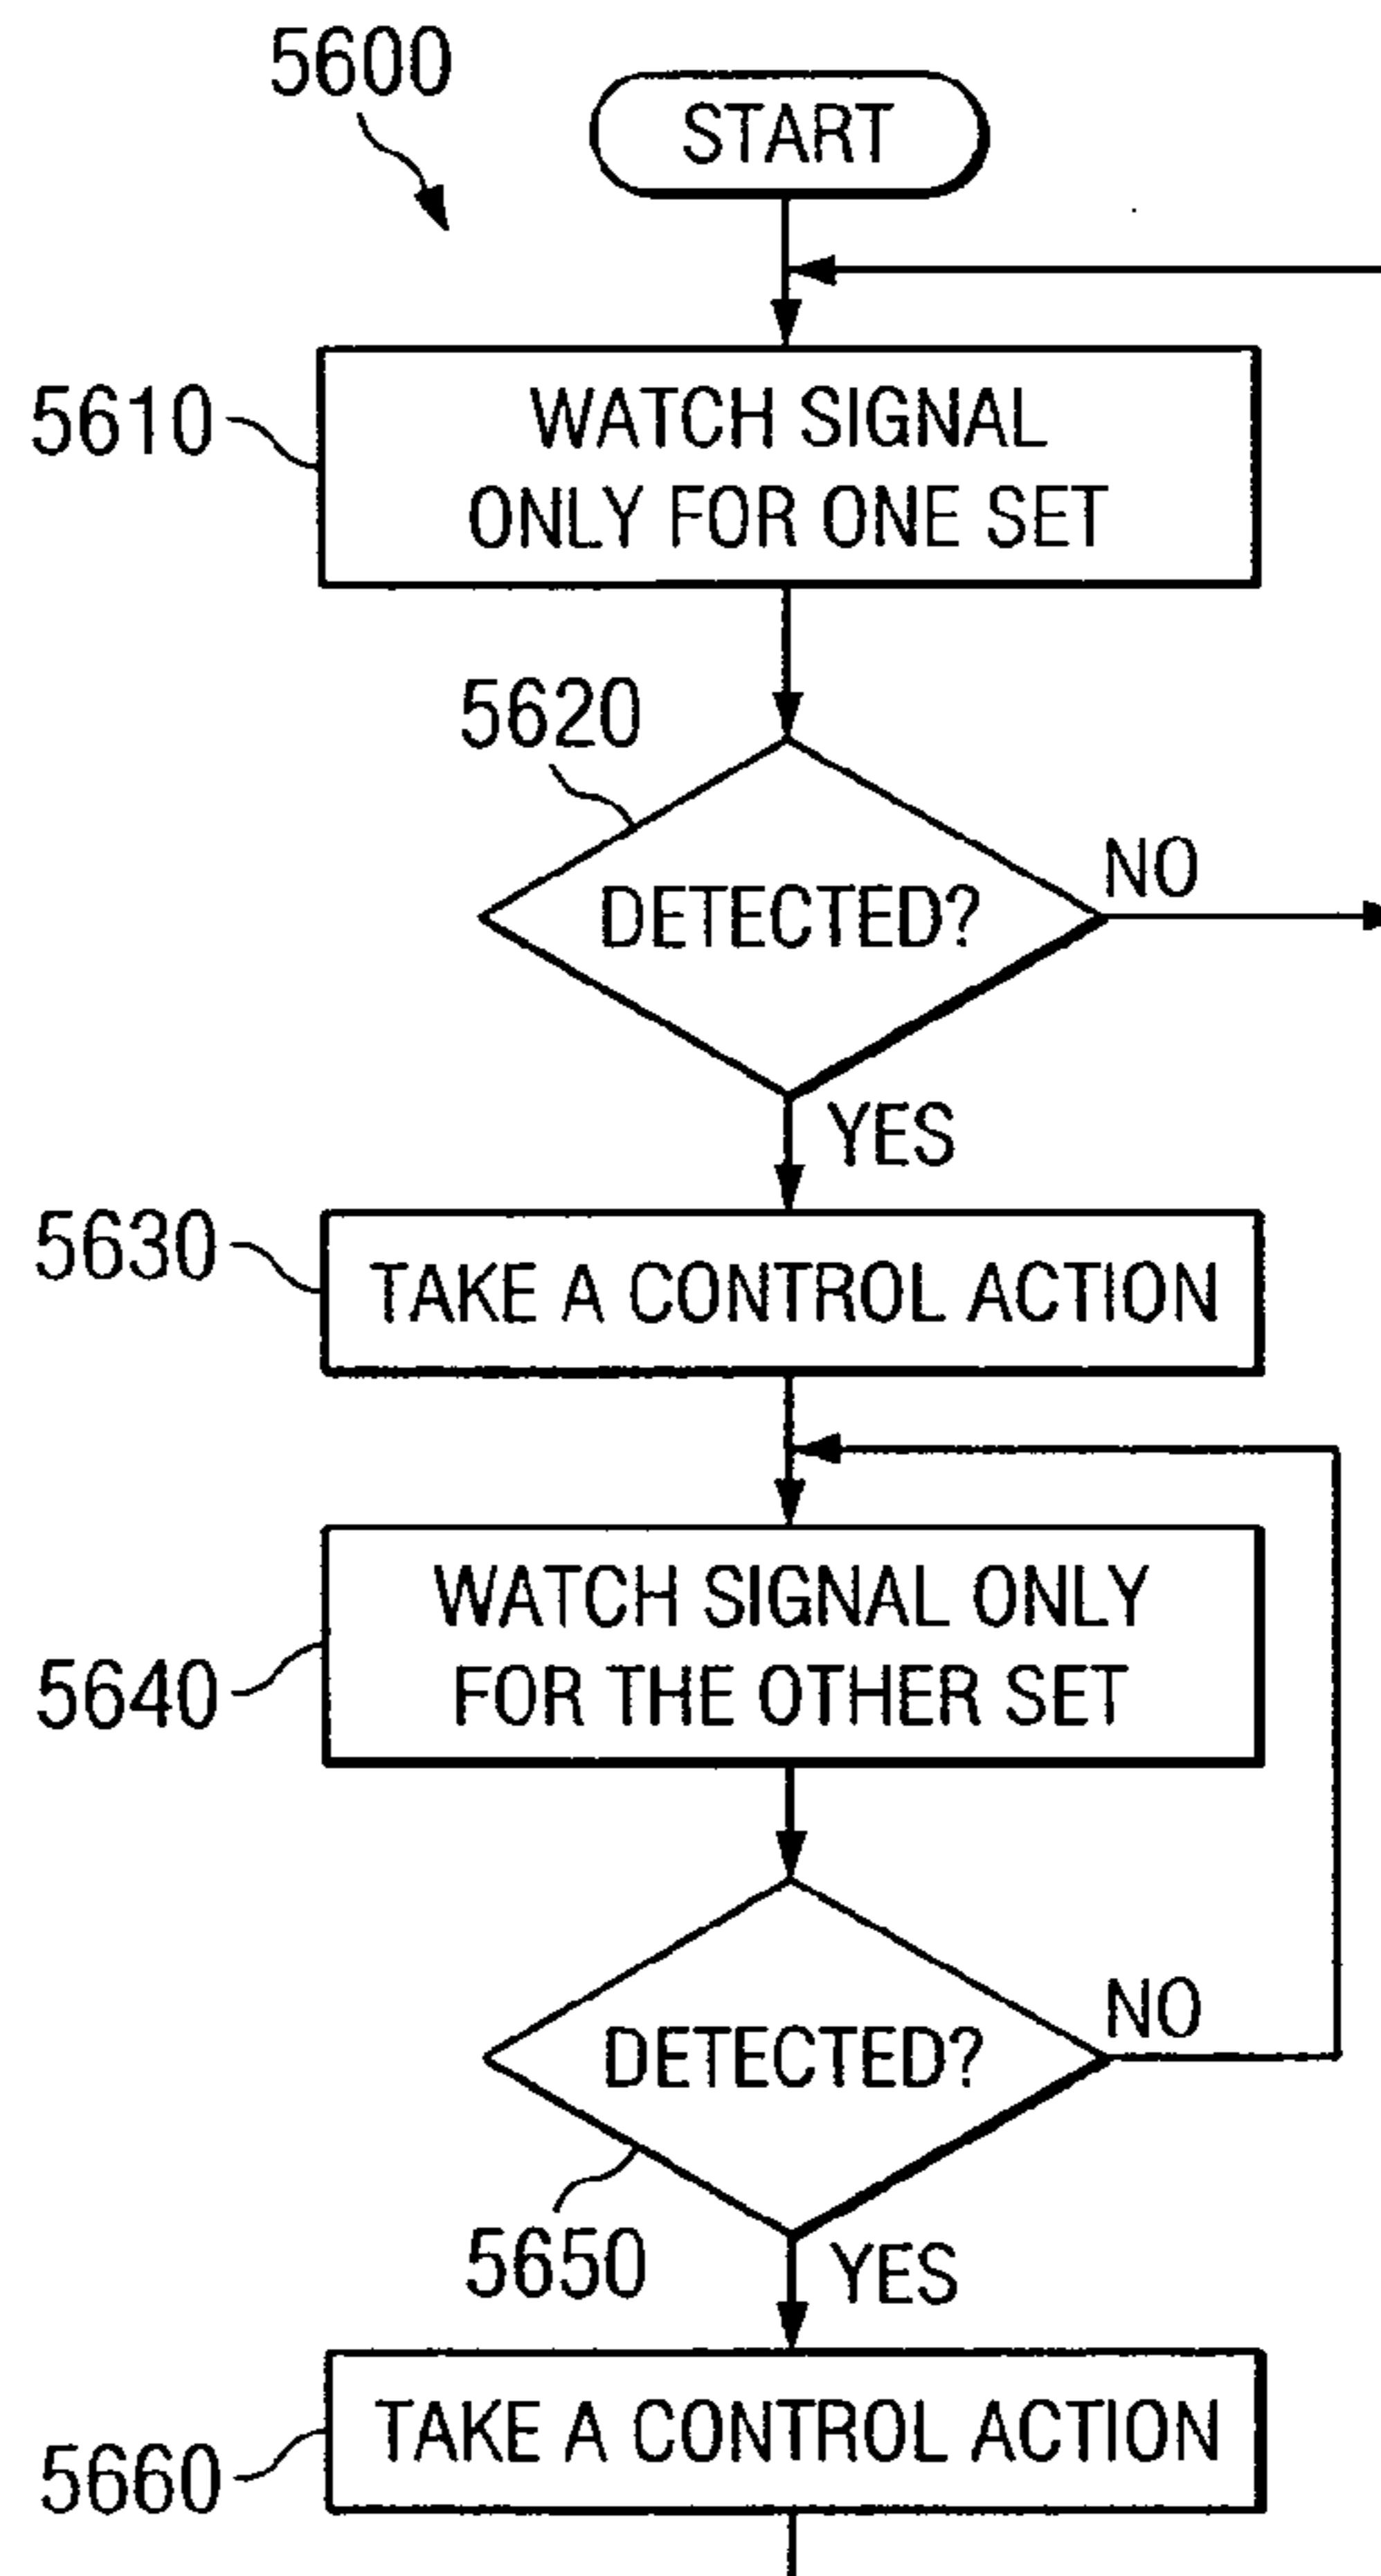 5600
START
5610
WATCH SIGNAL
ONLY FOR ONE SET
5620
DETECTED?
NO
YES
5630
TAKE A CONTROL ACTION
5640
WATCH SIGNAL ONLY
FOR THE OTHER SET
DETECTED?
NO
5650
YES
TAKE A CONTROL ACTION
5660